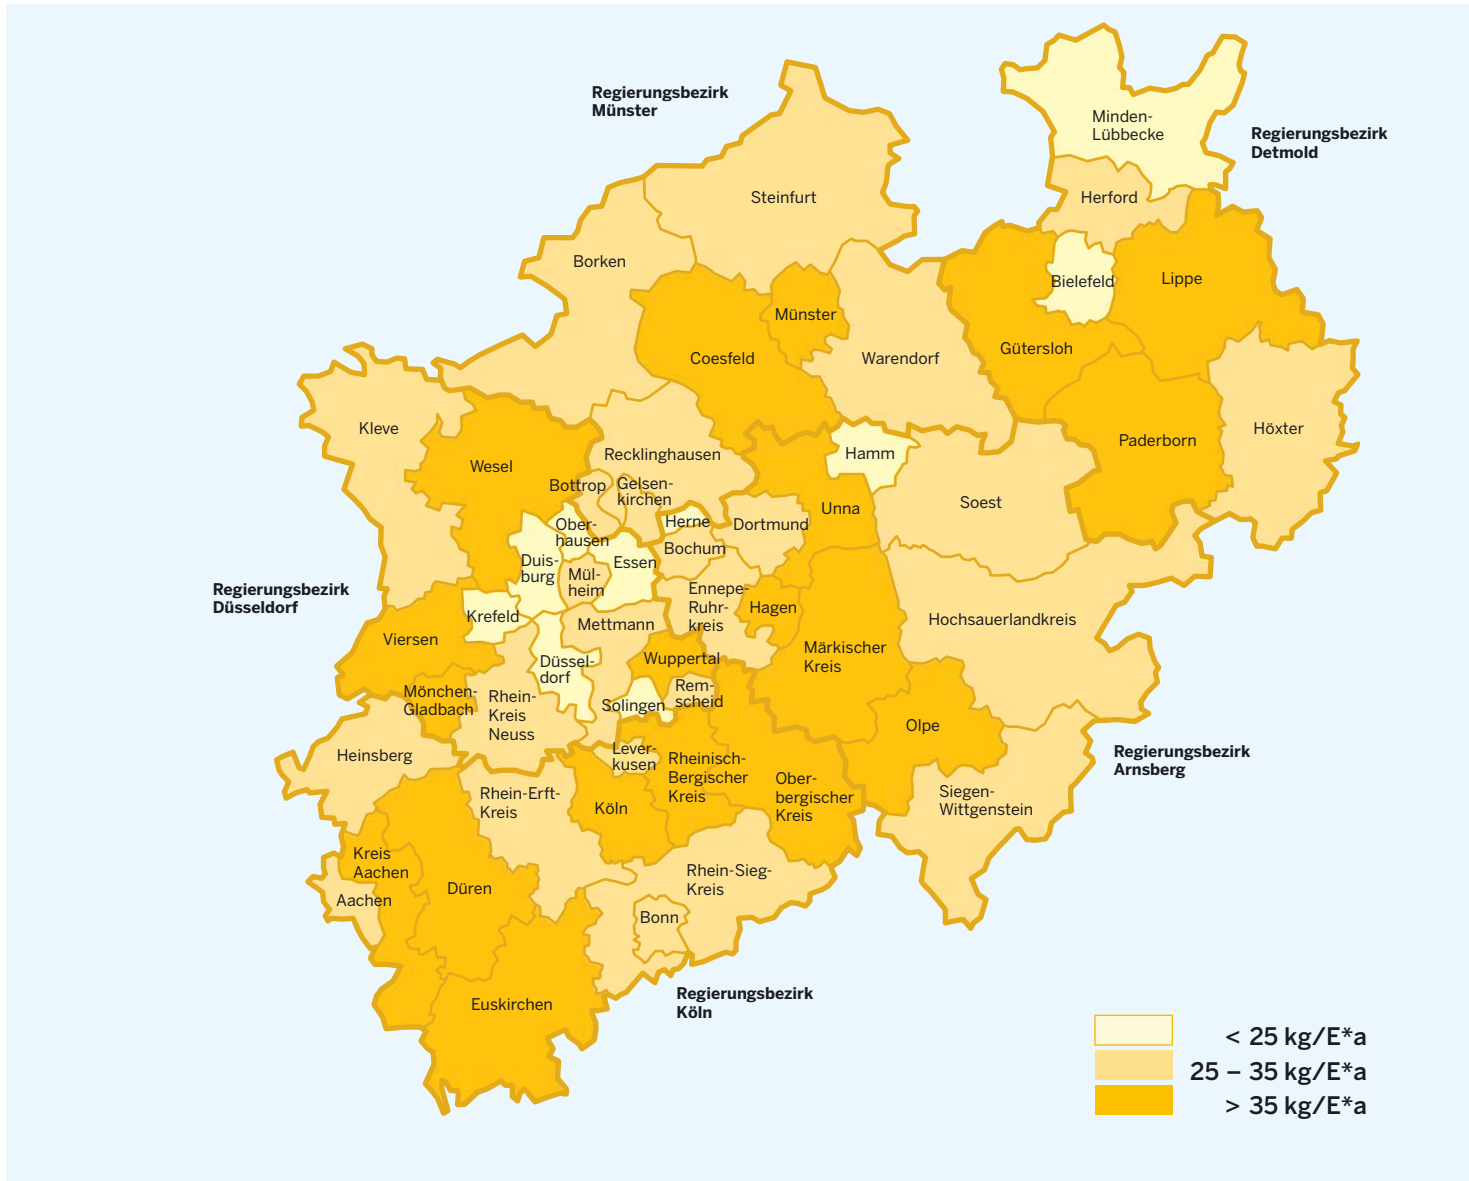 Regierungsbezirk
Münster
Minden-
Lübbecke
Regierungsbezirk
Detmold
Steinfurt
Herford
Borken
Bielefeld
Lippe
Münster
Coesfeld
Warendorf
Gütersloh
Kleve
Höxter
Paderborn
Wesel
Recklinghausen
Hamm
Bottrop
Gelsen-
kirchen
Soest
Unna
Ober-
hausen
Herne
Dortmund
Bochum
Essen
Duis-
burg
Mül-
heim
Regierungsbezirk
Düsseldorf
Krefeld
Ennepe-
Ruhr-
kreis
Hagen
Hochsauerlandkreis
Viersen
Mettmann
Märkischer
Kreis
Düssel-
dorf
Wuppertal
Mönchen-
Gladbach
Rhein-
Kreis
Neuss
Solingen
Rem-
scheid
Olpe
Heinsberg
Lever-
kusen
Rheinisch-
Bergischer
Kreis
Regierungsbezirk
Arnsberg
Rhein-Erft-
Kreis
Köln
Ober-
bergischer
Kreis
Siegen-
Wittgenstein
Kreis
Aachen
Düren
Rhein-Sieg-
Kreis
Aachen
Bonn
Euskirchen
Regierungsbezirk
Köln
< 25 kg/E*a
25 – 35 kg/E*a
> 35 kg/E*a